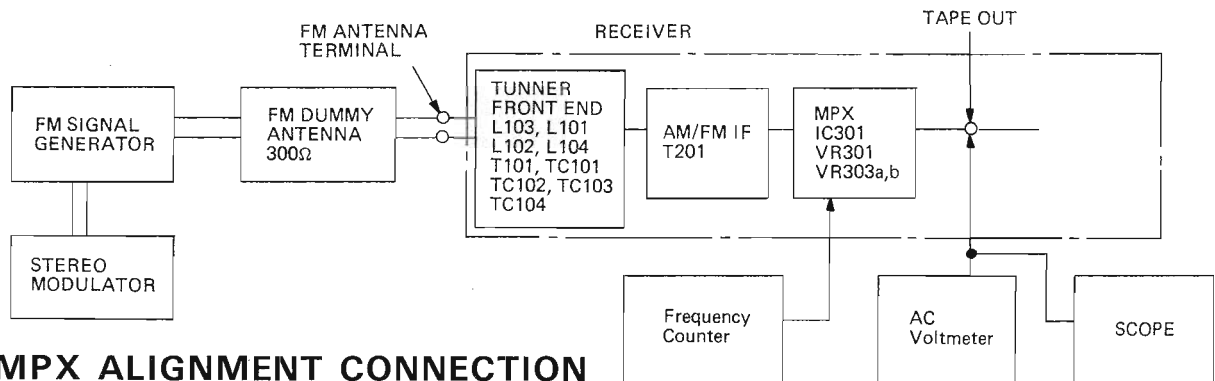 TAPE OUT
FM ANTENNA
TERMINAL
RECEIVER
FM SIGNAL
GENERATOR
FM DUMMY
ANTENNA
300Ω
TUNNER
FRONT END
L103, L101
L102, L104
T101, TC101
TC102, TC103
TC104
AM/FM IF
T201
MPX
IC301
VR301
VR303a,b
STEREO
MODULATOR
Frequency
Counter
AC
Voltmeter
SCOPE
MPX ALIGNMENT CONNECTION